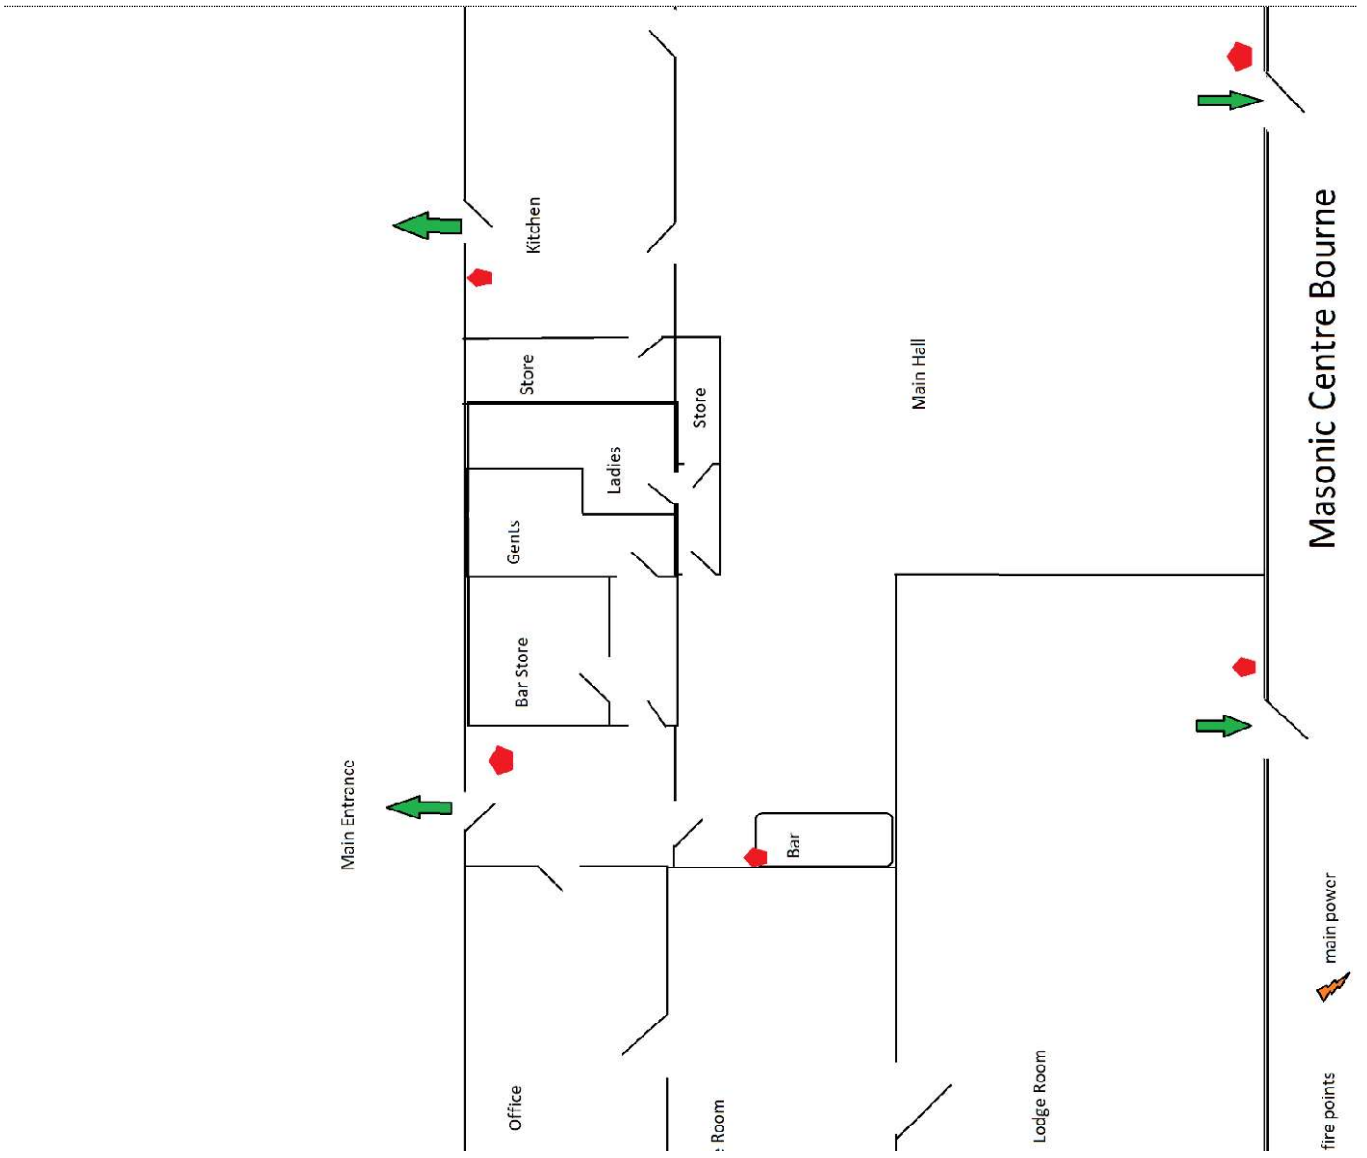 Main Entrance
Office
Bar Store
Gents
Store
Kitchen
Ladies
Store
e Room
Bar
Main Hall
Lodge Room
fire points
main power
Masonic Centre Bourne